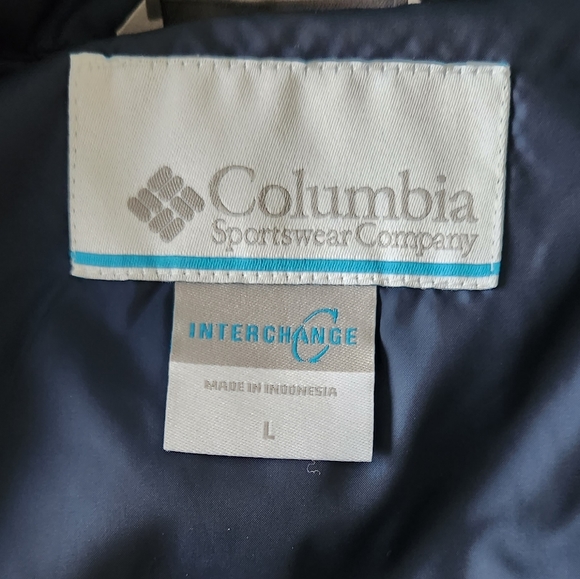 Columbia
Sportswear Company
INTERCHANGE
MADE IN INDONESIA
L